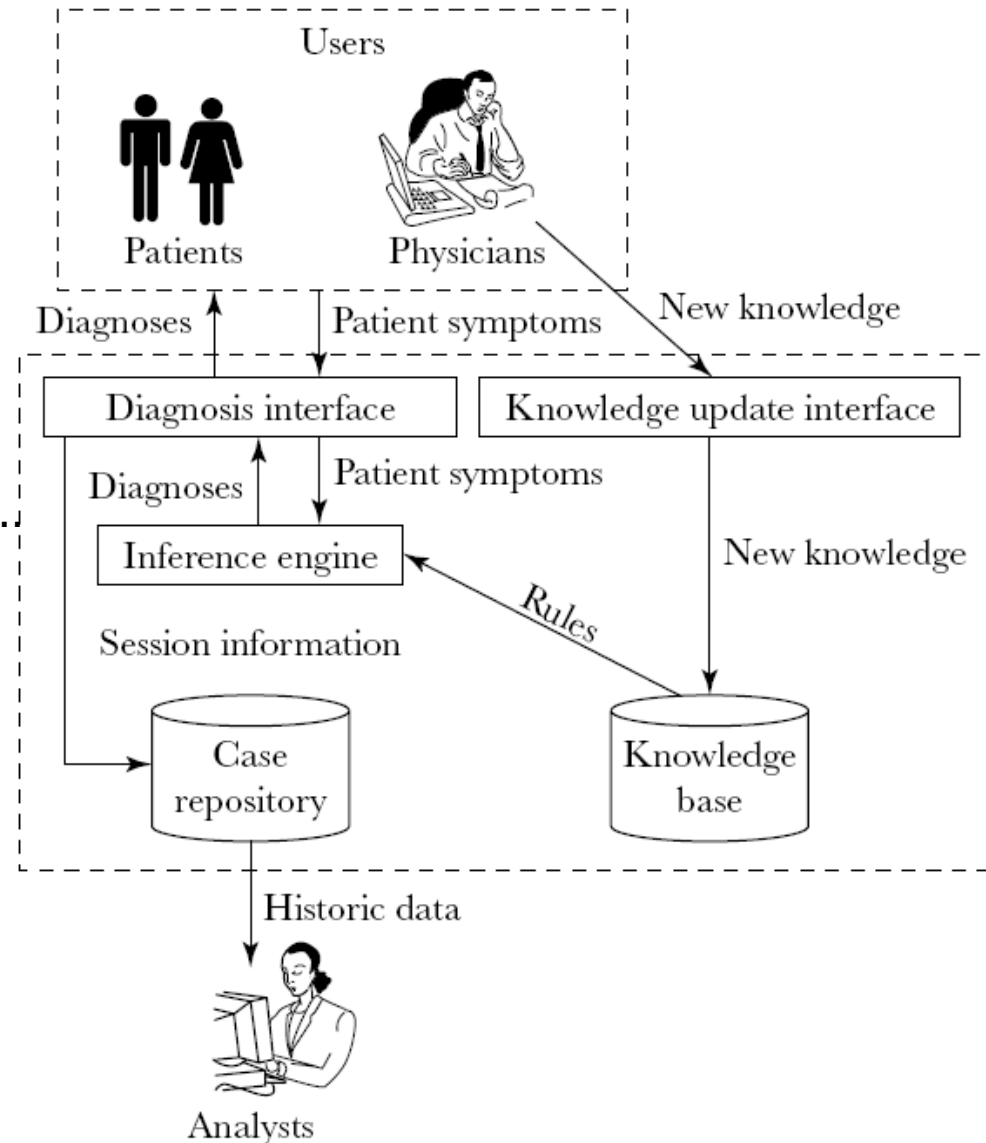 Users
Patients
Physicians
Diagnoses
Patient symptoms
New knowledge
Diagnosis interface
Knowledge update interface
Diagnoses
Patient symptoms
..
Inference engine
New knowledge
Rules
Session information
Case
repository
Knowledge
base
Historic data
Analysts